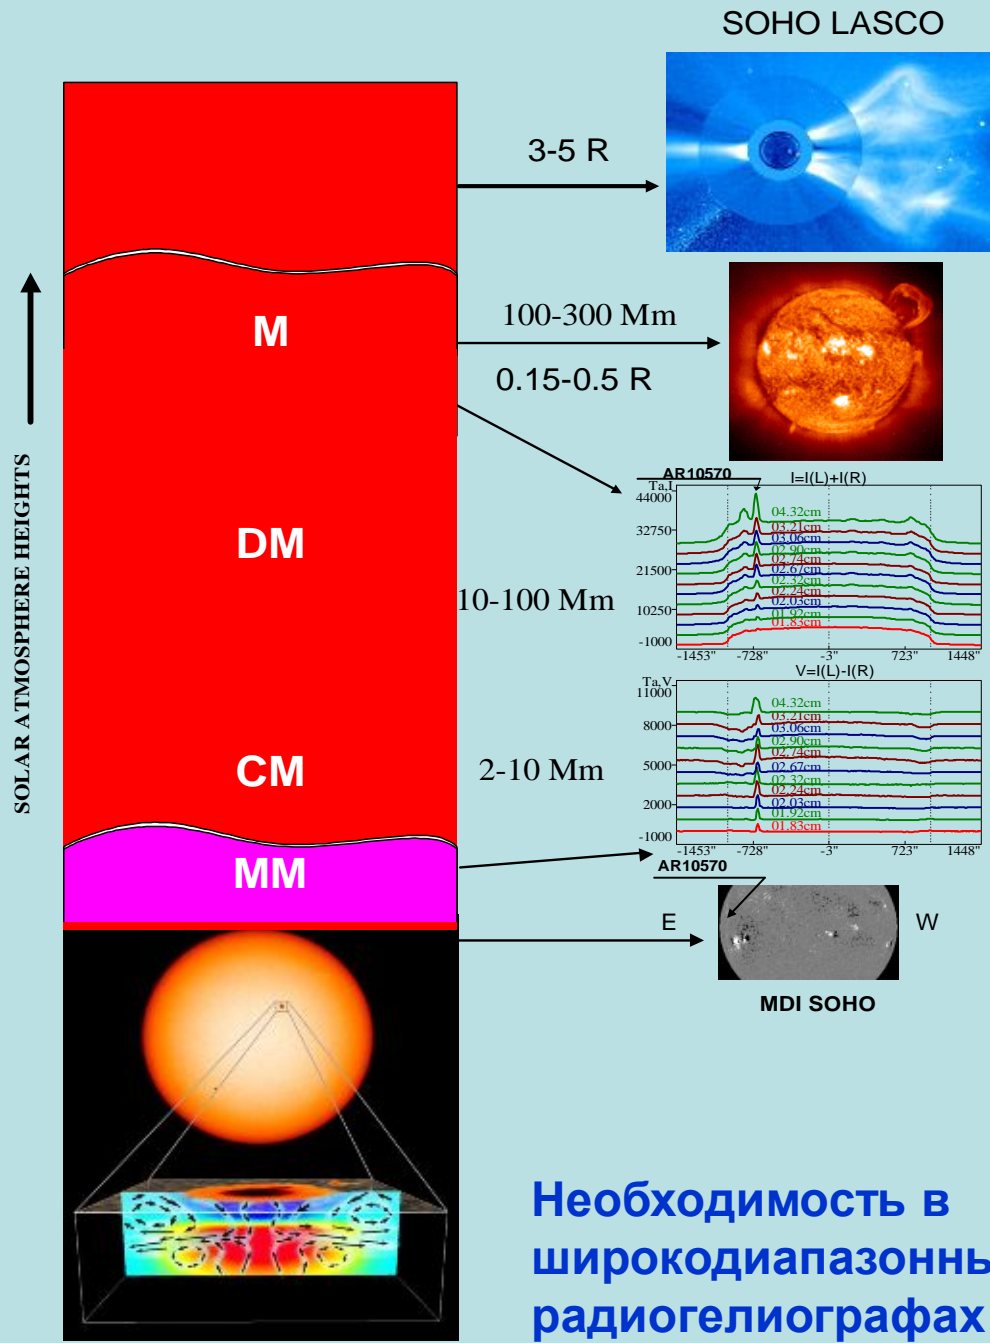 SOHO LASCO
3-5 R
M
100-300 Mm
0.15-0.5 R
SOLAR ATMOSPHERE HEIGHTS
AR10570
I=I(L)+I(R)
Ta,I
44000
32750
21500
10250
-1000
04.32cm
03.21cm
03.06cm
02.90cm
02.74cm
02.67cm
02.32cm
02.24cm
02.03cm
01.92cm
01.83cm
-1453" -728" -3" 723" 1448"
DM
10-100 Mm
V=I(L)-I(R)
Ta,V
11000
8000
5000
2000
-1000
04.32cm
03.21cm
03.06cm
02.90cm
02.74cm
02.67cm
02.32cm
02.24cm
02.03cm
01.92cm
01.83cm
-1453" -728" -3" 723" 1448"
CM
2-10 Mm
MM
AR10570
E W
MDI SOHO
Необходимость в
широкодиапазонны
радиогелиографах